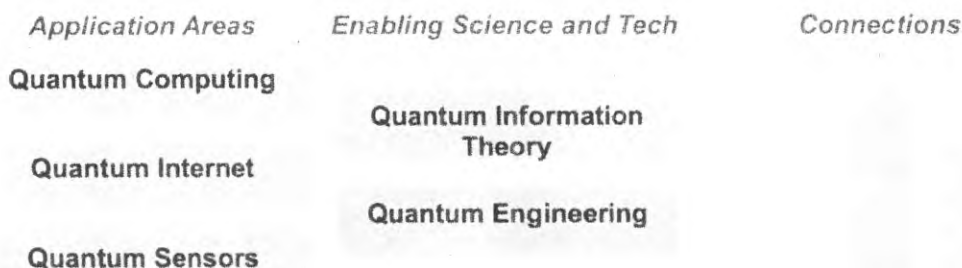 Application Areas
Enabling Science and Tech
Connections
Quantum Computing
Quantum Information
Theory
Quantum Internet
Quantum Engineering
Quantum Sensors